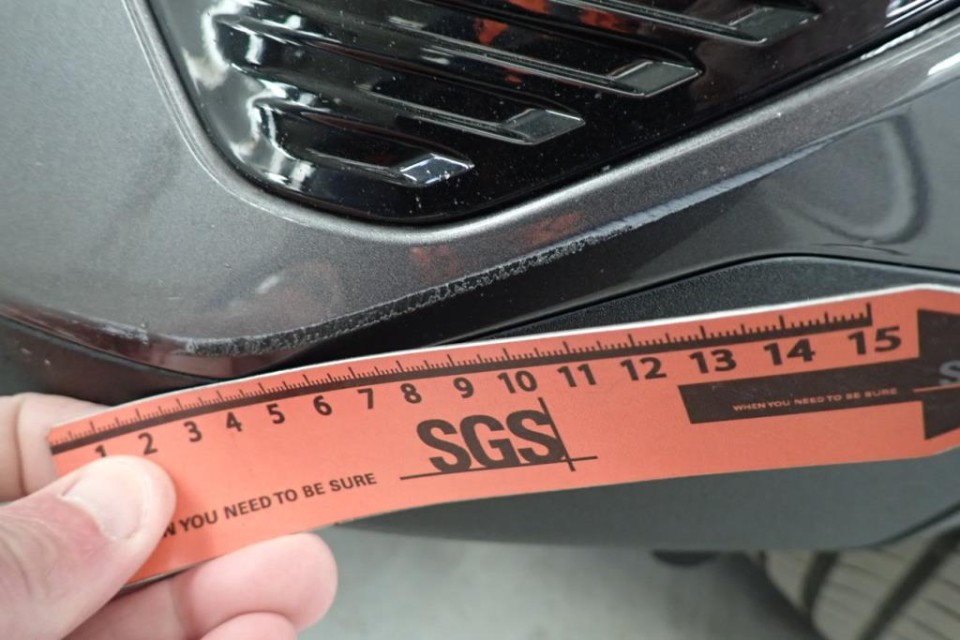 1 2 3 4 5 6 7 8 9 10 11 12 13 14 15
SGS
WHEN YOU NEED TO BE SURE
YOU NEED TO BE SURE